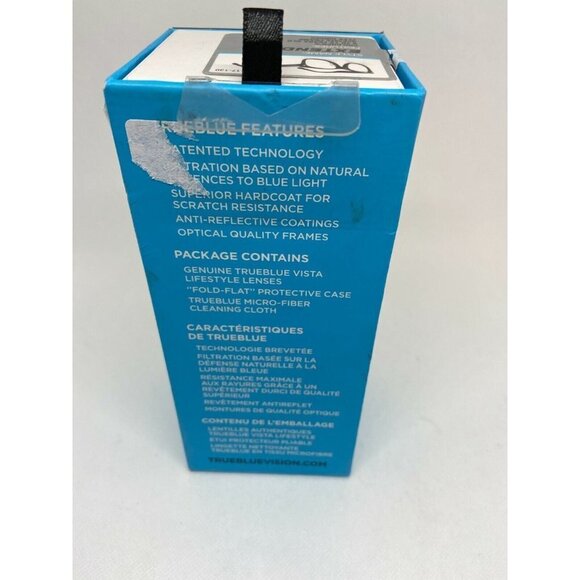 TRUEBLUE FEATURES
PATENTED TECHNOLOGY
FILTRATION BASED ON NATURAL
TO BLUE LIGHT
SUPERIOR HARDCOAT FOR
SCRATCH RESISTANCE
ANTI-REFLECTIVE COATINGS
OPTICAL QUALITY FRAMES
PACKAGE CONTAINS
GENUINE TRUEBLUE VISTA
LIFESTYLE LENSES
"FOLD-FLAT" PROTECTIVE CASE
TRUEBLUE MICRO-FIBER
CLEANING CLOTH
CARACTÉRISTIQUES
DE TRUEBLUE
TECHNOLOGIE BREVETÉE
FILTRATION BASÉE SUR LA
DÉFENSE NATURELLE À LA
LUMIÈRE BLEUE
RÉSISTANCE MAXIMALE
AUX RAYURES GRÂCE À UN
REVÊTEMENT DURCI DE QUALITÉ
SUPÉRIEUR
REVÊTEMENT ANTIREFLET
MONTURES DE QUALITÉ OPTIQUE
CONTENU DE L'EMBALLAGE
LENTILLES AUTHENTIQUES
TRUEBLUE VISTA LIFESTYLE
ETUI PROTECTEUR PLIABLE
LINGETTE NETTOYANTE
TRUEBLUE EN TISSU MICROFIBRE
TRUEBLUEVISION.COM